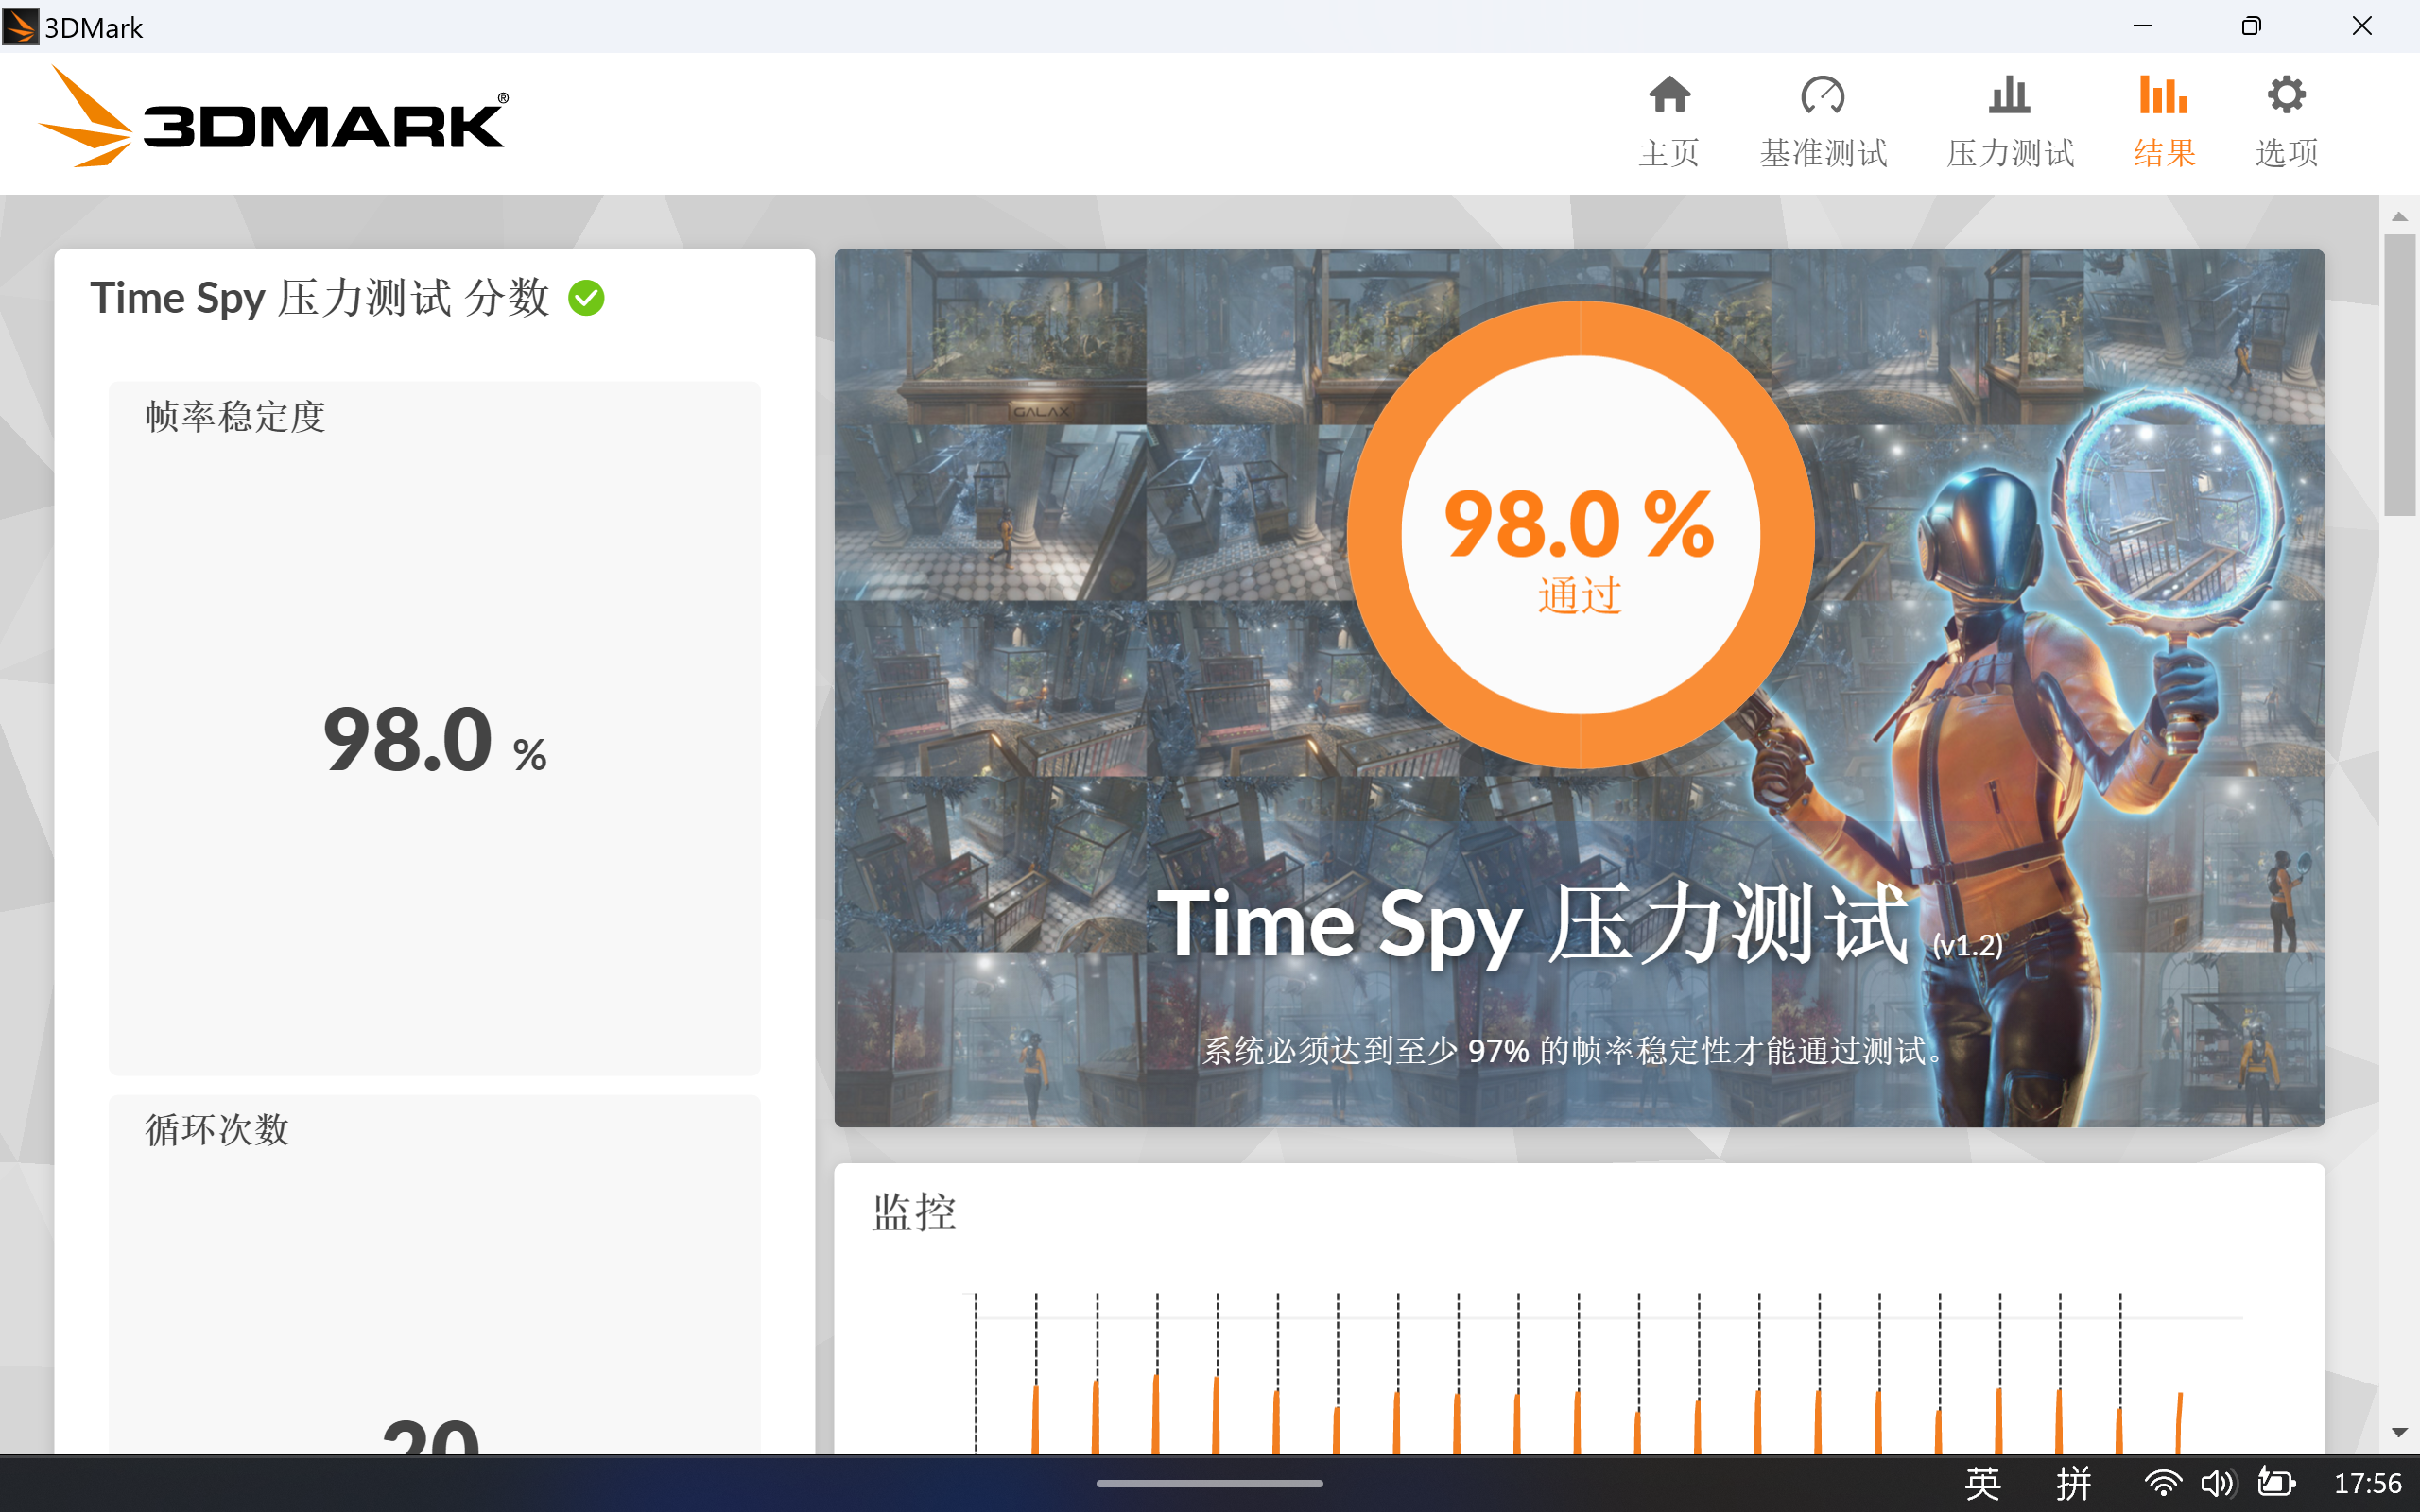 3DMark
3DMARK®
主页
基准测试
压力测试
结果
选项
Time Spy 压力测试 分数
帧率稳定度
98.0 %
循环次数
20
GALAX
98.0 %
通过
Time Spy 压力测试 (v1.2)
系统必须达到至少 97% 的帧率稳定性才能通过测试。
监控
英
拼
17:56